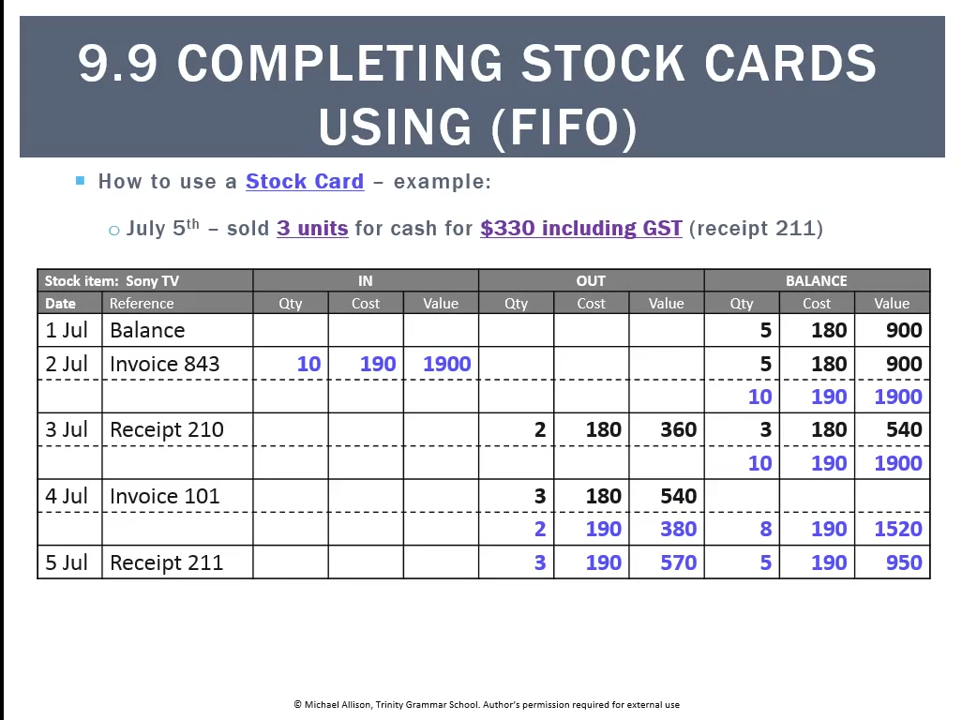 9.9 COMPLETING STOCK CARDS
USING (FIFO)
How to use a Stock Card – example:
July 5th – sold 3 units for cash for $330 including GST (receipt 211)
Stock item: Sony TV IN OUT BALANCE
Date Reference Qty Cost Value Qty Cost Value Qty Cost Value
1 Jul Balance 5 180 900
2 Jul Invoice 843 10 190 1900 5 180 900
10 190 1900
3 Jul Receipt 210 2 180 360 3 180 540
10 190 1900
4 Jul Invoice 101 3 180 540
2 190 380 8 190 1520
5 Jul Receipt 211 3 190 570 5 190 950
© Michael Allison, Trinity Grammar School. Author's permission required for external use